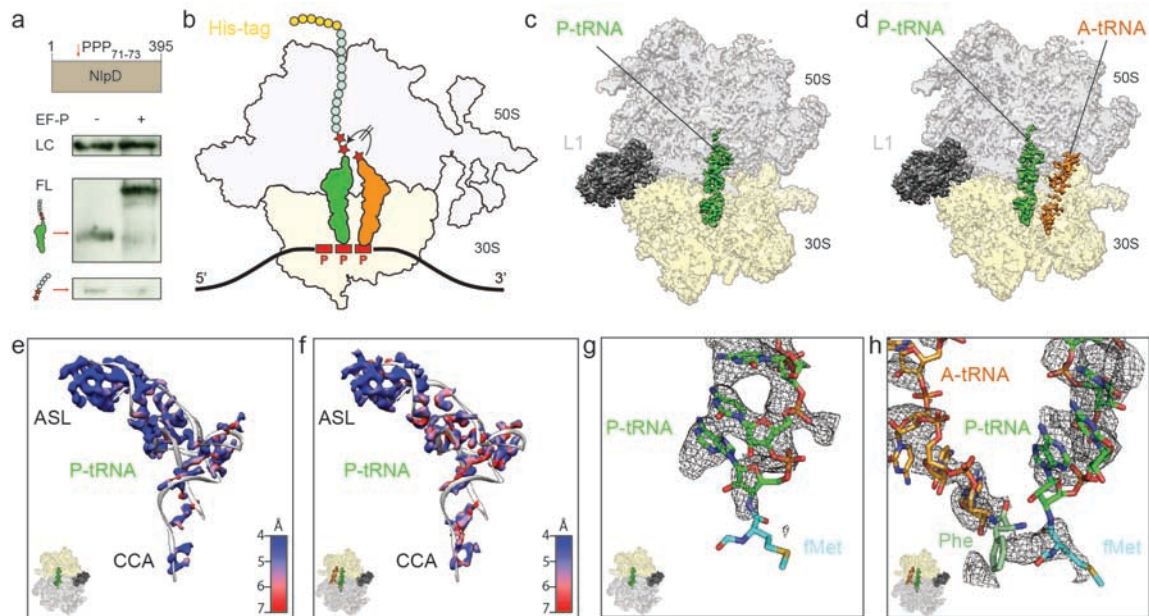 a
1 PPP71-73 395
NlpD
EF-P - +
LC
FL
b
His-tag
50S
30S
P P P
5' 3'
c
P-tRNA
50S
L1
30S
d
P-tRNA A-tRNA
50S
L1
30S
e
ASL
P-tRNA
CCA
Å
4
5
6
7
f
ASL
P-tRNA
CCA
Å
4
5
6
7
g
P-tRNA
fMet
h
A-tRNA
P-tRNA
Phe
fMet